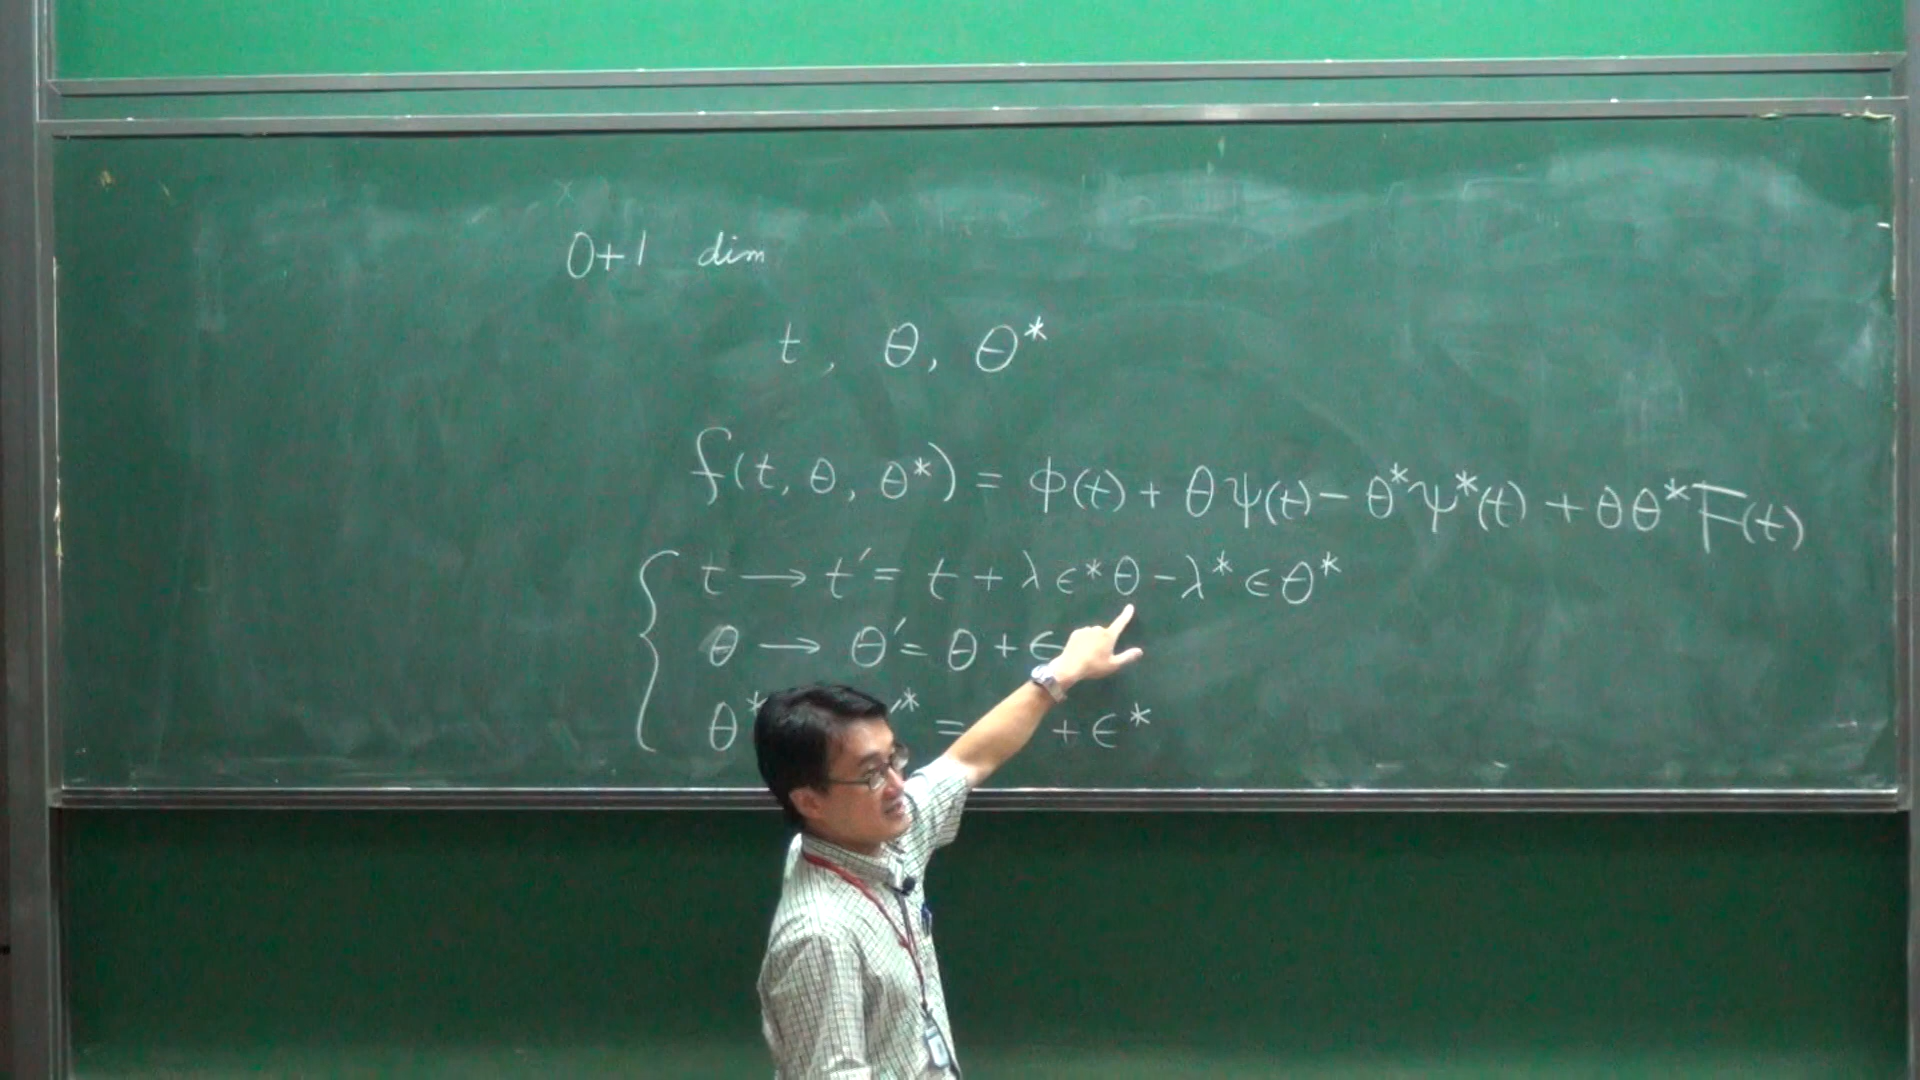 0+1 dim
t, θ, θ*
f(t, θ, θ*) = φ(t) + θψ(t) − θ*ψ*(t) + θθ*F(t)
t ⟶ t′ = t + λϵ*θ − λ*ϵθ*
θ ⟶ θ′ = θ + ϵ
θ* ′* = + ϵ*